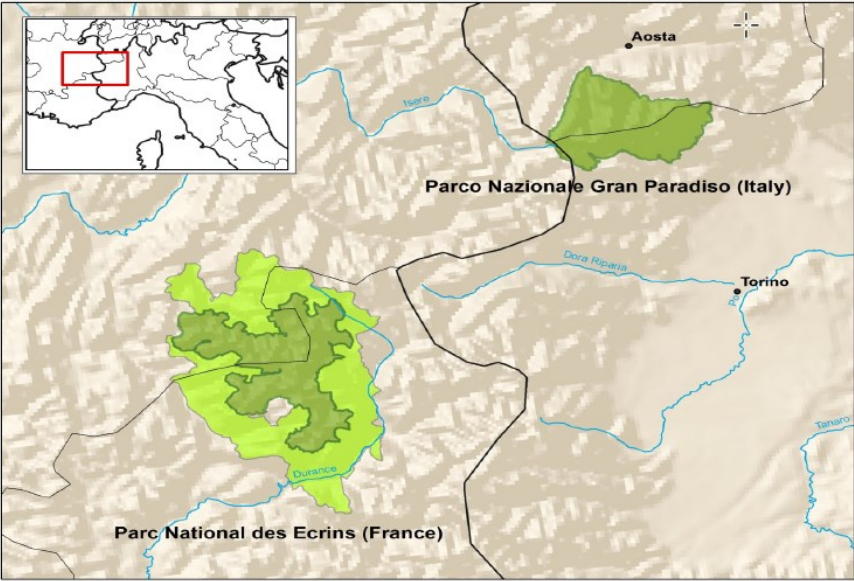 Aosta
Isere
Parco Nazionale Gran Paradiso (Italy)
Dora Riparia
Torino
Po
Tanaro
Durance
Parc National des Ecrins (France)